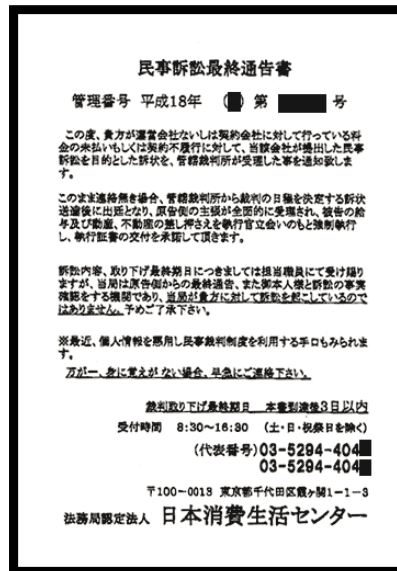 民事訴訟最終通告書
管理番号 平成18年 ( ) 第 号
この度、貴方が運営会社ないしは契約会社に対して行っている料
金の未払いもしくは契約不履行に対して、当該会社が提出した民事
訴訟を目的とした訴状を、管轄裁判所が受理した事を通知致しま
す。
このまま連絡無き場合、管轄裁判所から裁判の日程を決定する訴状
送達後に出廷となり、原告側の主張が全面的に受理され、被告の給
与及び動産、不動産の差し押さえを執行官立会いのもと強制執行
し、執行証書の交付を承諾して頂きます。
訴訟内容、取り下げ最終期日につきましては担当職員にて受け賜り
ますが、当局は原告側からの最終通告、また御本人様と訴訟の事実
確認をする機関であり、当局が貴方に対して訴訟を起こしているので
はありません。予めご了承下さい。
※最近、個人情報を悪用し民事裁判制度を利用する手口もみられま
す。
万が一、身に覚えがない場合、早急にご連絡下さい。
裁判取り下げ最終期日 本書到達後3日以内
受付時間 8:30~16:30 (土・日・祝祭日を除く)
(代表番号)03-5294-404
03-5294-404
〒100-0013 東京都千代田区霞ヶ関1-1-3
法務局認定法人 日本消費生活センター